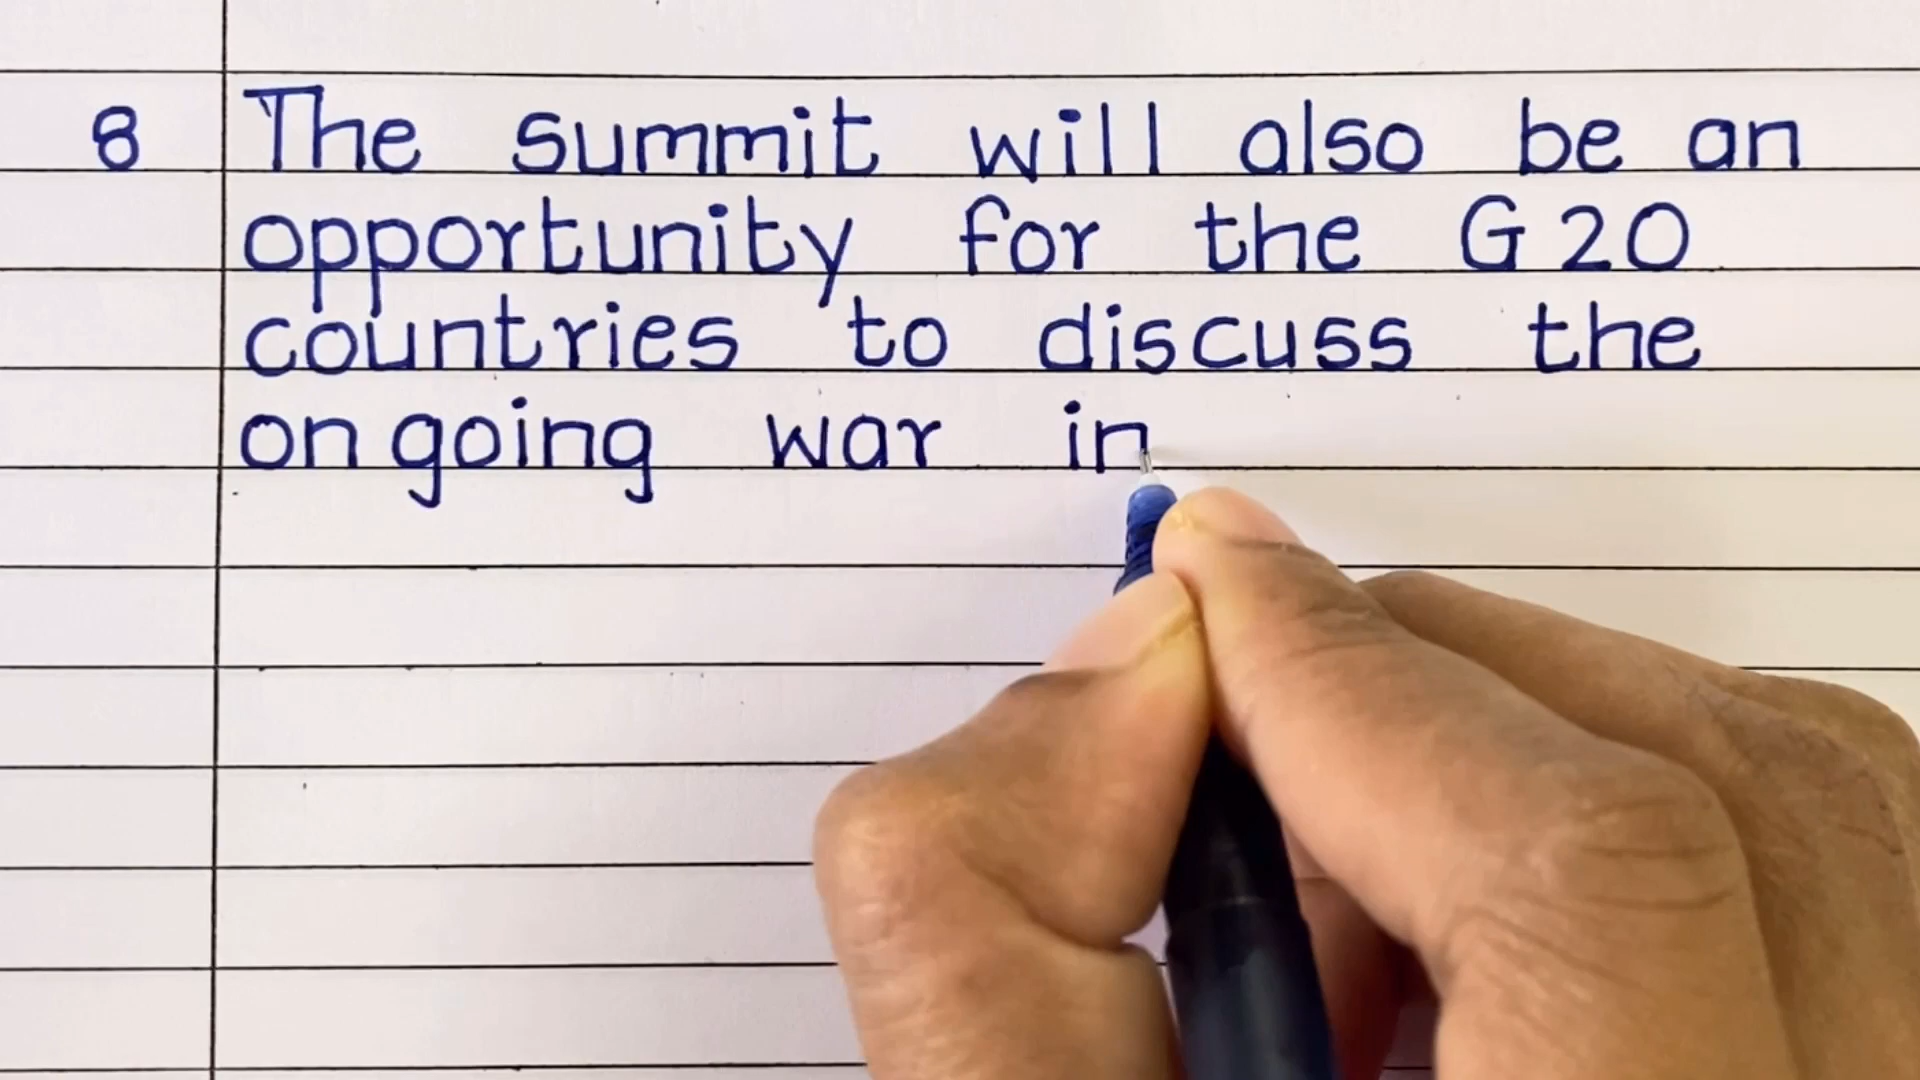 8 The summit will also be an
opportunity for the G20
countries to discuss the
ongoing war in